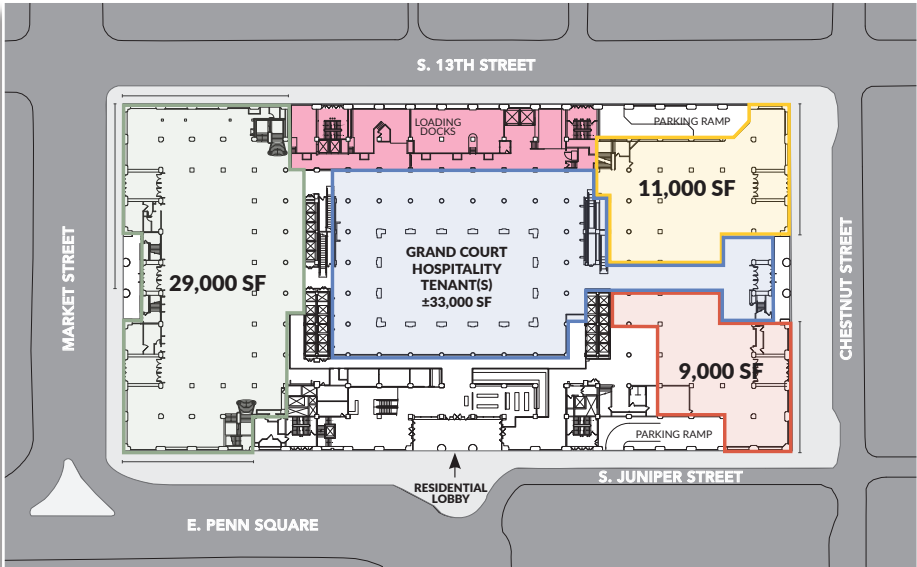 S. 13TH STREET
LOADING
DOCKS
PARKING RAMP
11,000 SF
MARKET STREET
29,000 SF
GRAND COURT
HOSPITALITY
TENANT(S)
±33,000 SF
CHESTNUT STREET
9,000 SF
PARKING RAMP
RESIDENTIAL
LOBBY
S. JUNIPER STREET
E. PENN SQUARE